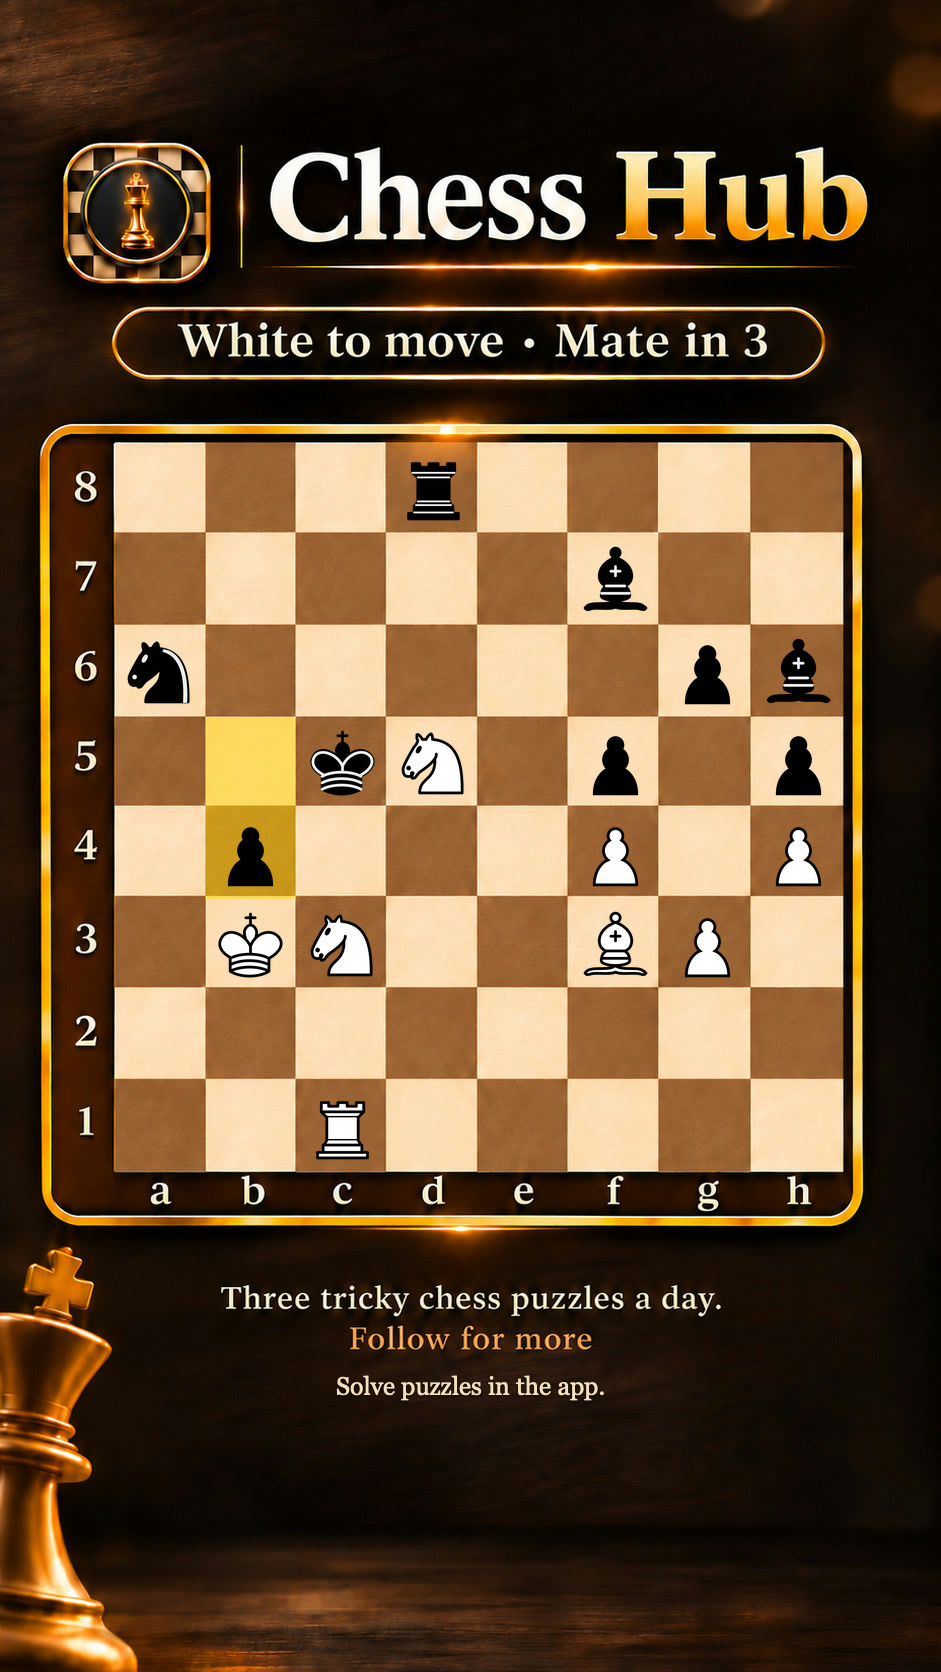 Chess Hub
White to move • Mate in 3
8
7
6
5
4
3
2
1
a b c d e f g h
Three tricky chess puzzles a day.
Follow for more
Solve puzzles in the app.